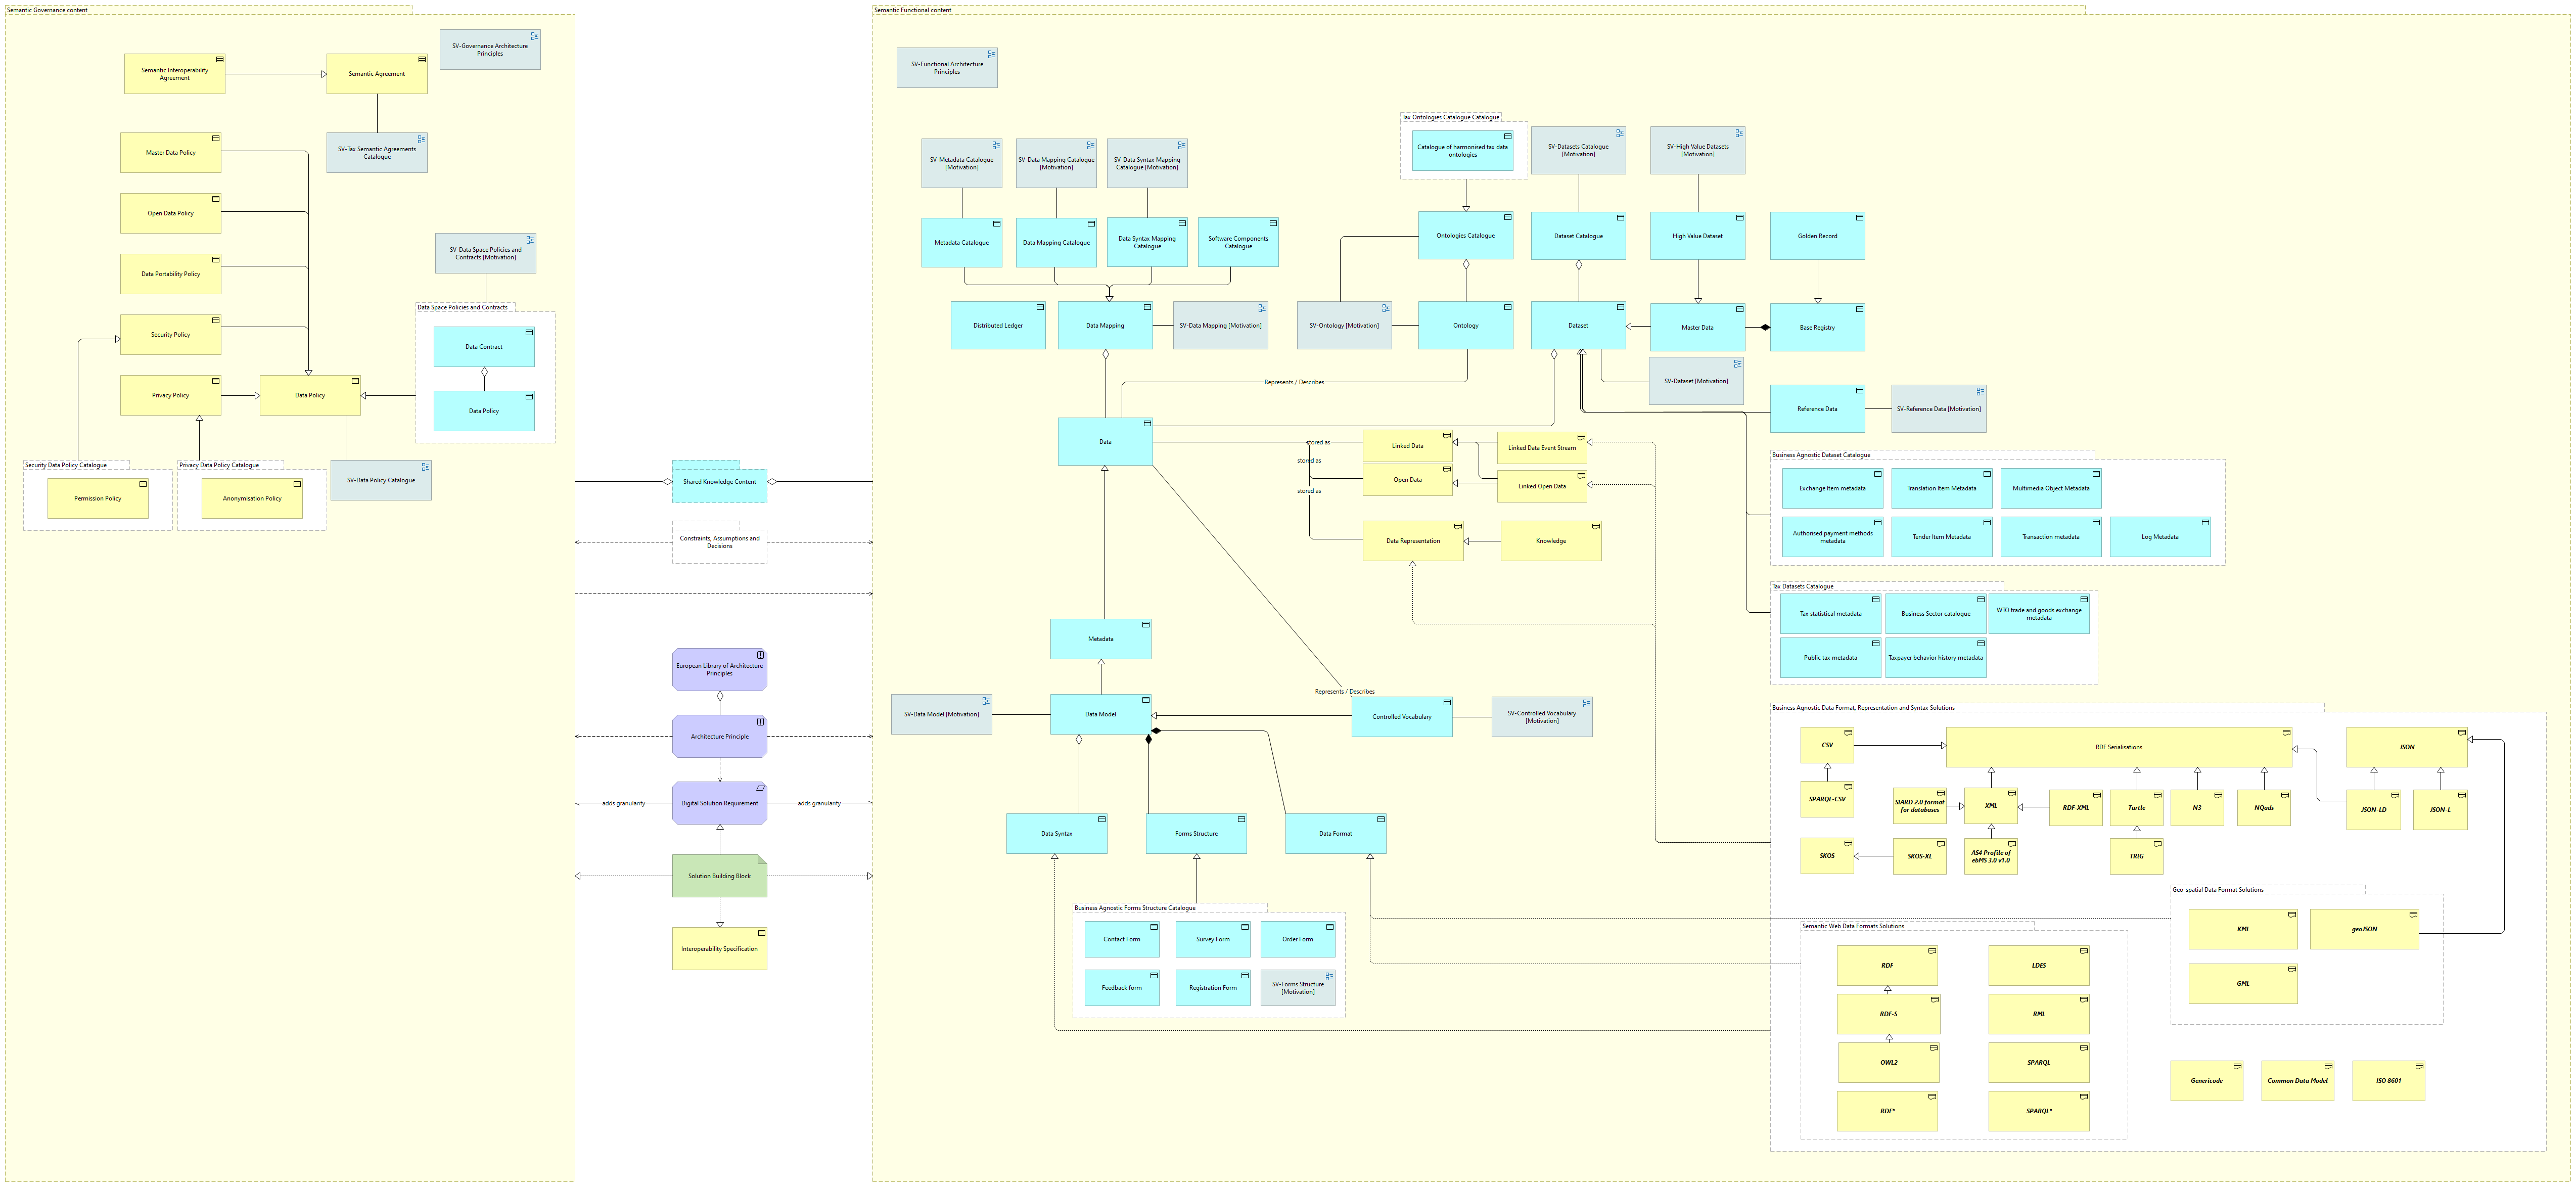 Semantic Governance content
SV-Governance Architecture
Principles
Semantic Interoperability
Agreement
Semantic Agreement
Master Data Policy
SV-Tax Semantic Agreements
Catalogue
Open Data Policy
SV-Data Space Policies and
Contracts [Motivation]
Data Portability Policy
Data Space Policies and Contracts
Security Policy
Data Contract
Privacy Policy
Data Policy
Data Policy
Security Data Policy Catalogue
Privacy Data Policy Catalogue
SV-Data Policy Catalogue
Permission Policy
Anonymisation Policy
Shared Knowledge Content
Constraints, Assumptions and
Decisions
European Library of Architecture
Principles
Architecture Principle
adds granularity
Digital Solution Requirement
adds granularity
Solution Building Block
Interoperability Specification
Semantic Functional content
SV-Functional Architecture
Principles
Tax Ontologies Catalogue Catalogue
Catalogue of harmonised tax data
ontologies
SV-Metadata Catalogue
[Motivation]
SV-Data Mapping Catalogue
[Motivation]
SV-Data Syntax Mapping
Catalogue [Motivation]
SV-Datasets Catalogue
[Motivation]
SV-High Value Datasets
[Motivation]
Metadata Catalogue
Data Mapping Catalogue
Data Syntax Mapping
Catalogue
Software Components
Catalogue
Ontologies Catalogue
Dataset Catalogue
High Value Dataset
Golden Record
Distributed Ledger
Data Mapping
SV-Data Mapping [Motivation]
SV-Ontology [Motivation]
Ontology
Dataset
Master Data
Base Registry
Represents / Describes
SV-Dataset [Motivation]
Reference Data
SV-Reference Data [Motivation]
Data
stored as
Linked Data
Linked Data Event Stream
stored as
Open Data
Linked Open Data
stored as
Data Representation
Knowledge
Business Agnostic Dataset Catalogue
Exchange Item metadata
Translation Item Metadata
Multimedia Object Metadata
Authorised payment methods
metadata
Tender Item Metadata
Transaction metadata
Log Metadata
Tax Datasets Catalogue
Tax statistical metadata
Business Sector catalogue
WTO trade and goods exchange
metadata
Public tax metadata
Taxpayer behavior history metadata
Metadata
Represents / Describes
SV-Data Model [Motivation]
Data Model
Controlled Vocabulary
SV-Controlled Vocabulary
[Motivation]
Data Syntax
Forms Structure
Data Format
Business Agnostic Forms Structure Catalogue
Contact Form
Survey Form
Order Form
Feedback form
Registration Form
SV-Forms Structure
[Motivation]
Business Agnostic Data Format, Representation and Syntax Solutions
CSV
RDF Serialisations
JSON
SPARQL-CSV
SIARD 2.0 format
for databases
XML
RDF-XML
Turtle
N3
NQads
JSON-LD
JSON-L
SKOS
SKOS-XL
AS4 Profile of
ebMS 3.0 v1.0
TRiG
Geo-spatial Data Format Solutions
KML
geoJSON
GML
Semantic Web Data Formats Solutions
RDF
LDES
RDF-S
RML
OWL2
SPARQL
RDF*
SPARQL*
Genericode
Common Data Model
ISO 8601